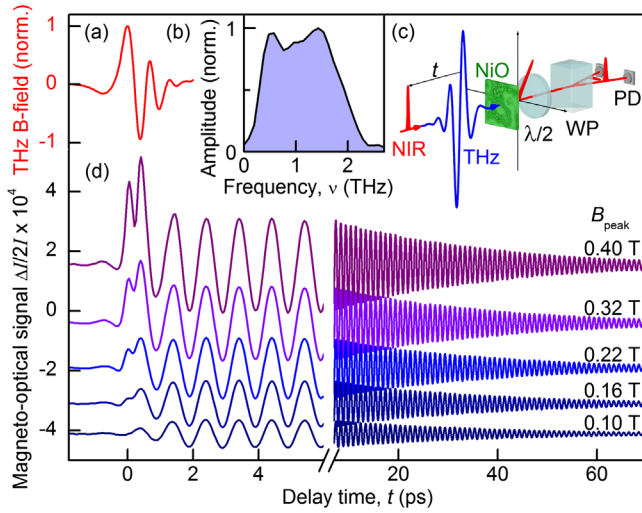 THz B-field (norm.)
1
0
-1
(a)
(b)
Amplitude (norm.)
1
0
0
2
Frequency, ν (THz)
(c)
t
NiO
NIR
THz
λ/2
WP
PD
(d)
Magneto-optical signal ΔI/2I x 10⁴
4
2
0
-2
-4
B_peak
0.40 T
0.32 T
0.22 T
0.16 T
0.10 T
0 2 4 20 40 60
Delay time, t (ps)